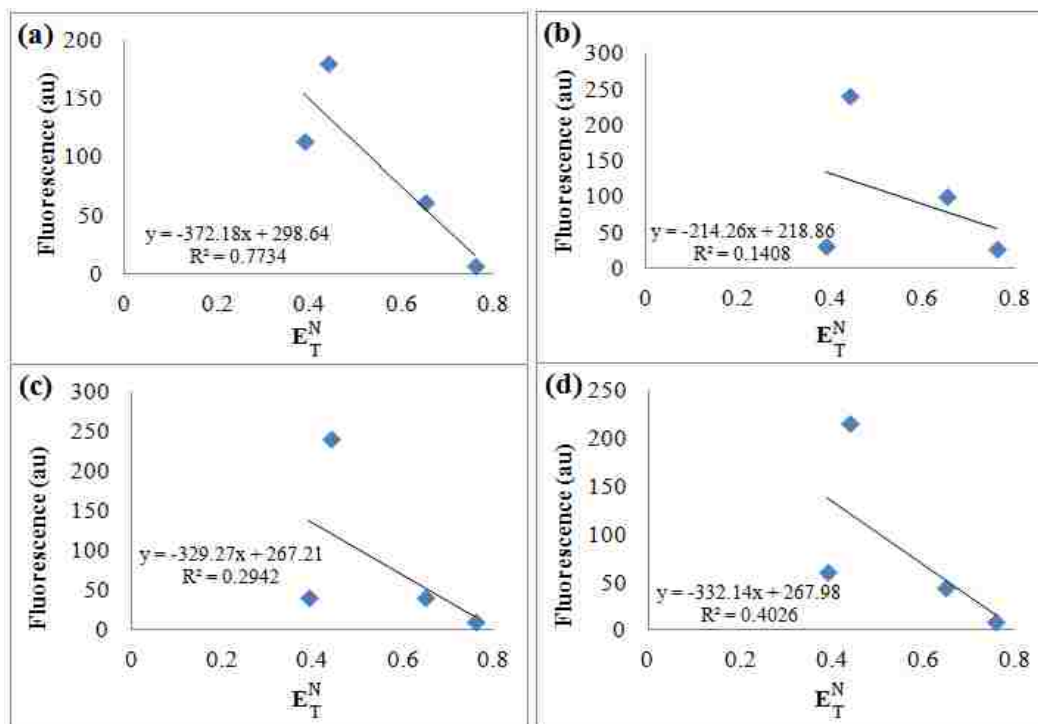 (a)
Fluorescence (au)
200
150
100
50
0
y = -372.18x + 298.64
R² = 0.7734
0 0.2 0.4 0.6 0.8
E_T^N
(b)
Fluorescence (au)
300
250
200
150
100
50
0
y = -214.26x + 218.86
R² = 0.1408
0 0.2 0.4 0.6 0.8
E_T^N
(c)
Fluorescence (au)
300
250
200
150
100
50
0
y = -329.27x + 267.21
R² = 0.2942
0 0.2 0.4 0.6 0.8
E_T^N
(d)
Fluorescence (au)
250
200
150
100
50
0
y = -332.14x + 267.98
R² = 0.4026
0 0.2 0.4 0.6 0.8
E_T^N